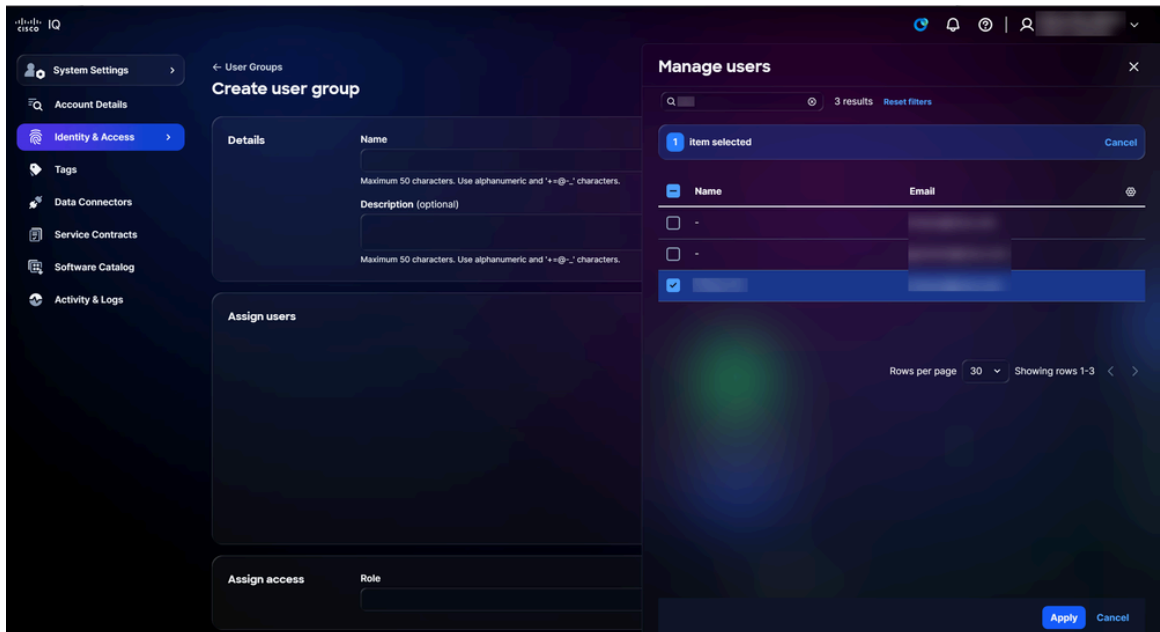 cisco IQ
System Settings
Account Details
Identity & Access
Tags
Data Connectors
Service Contracts
Software Catalog
Activity & Logs
← User Groups
Create user group
Details
Name
Maximum 50 characters. Use alphanumeric and '+=@-_' characters.
Description (optional)
Maximum 50 characters. Use alphanumeric and '+=@-_' characters.
Assign users
Assign access
Role
Manage users
3 results Reset filters
1 item selected Cancel
Name Email
-
-
Rows per page 30 Showing rows 1-3
Apply Cancel